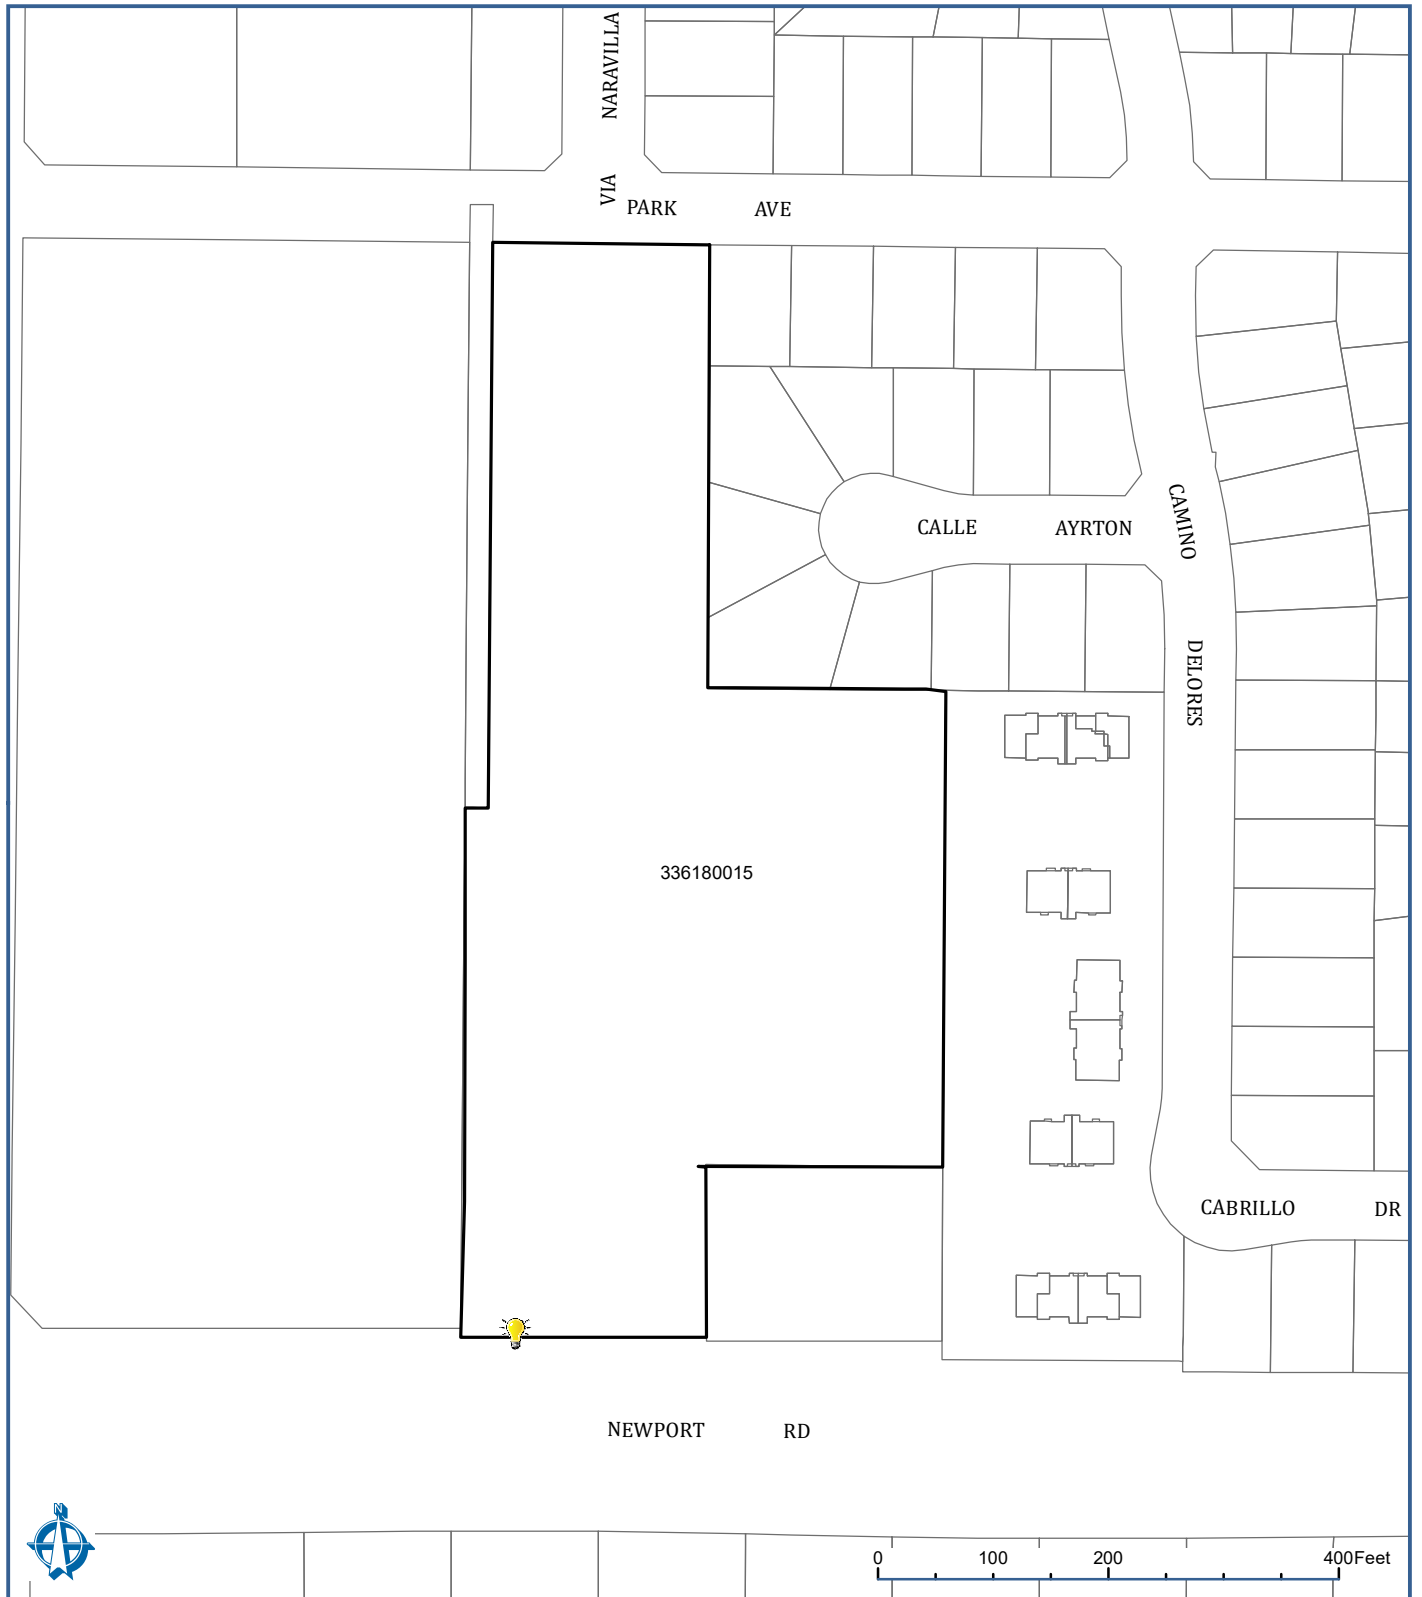 VIA NARAVILLA
PARK AVE
CALLE AYRTON
CAMINO DELORES
336180015
CABRILLO DR
NEWPORT RD
N
0 100 200 400Feet